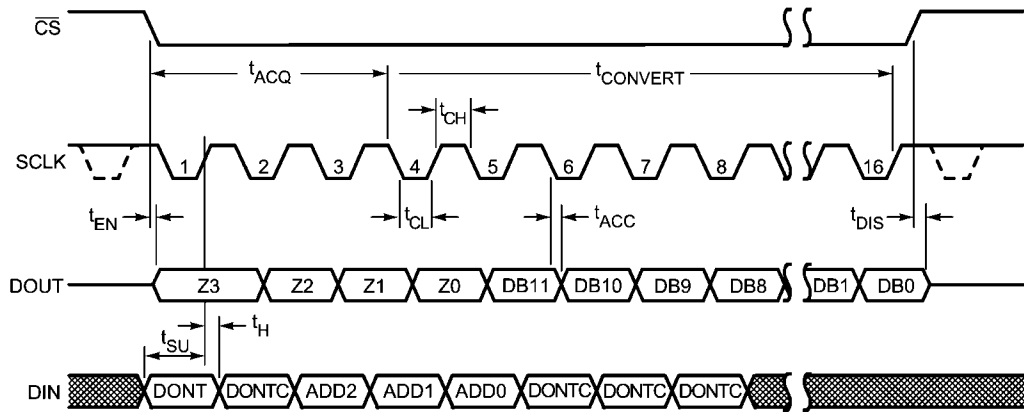 CS
tACQ tCONVERT
tCH
SCLK 1 2 3 4 5 6 7 8 16
tEN tCL tACC tDIS
DOUT Z3 Z2 Z1 Z0 DB11 DB10 DB9 DB8 DB1 DB0
tSU tH
DIN DONT DONTC ADD2 ADD1 ADD0 DONTC DONTC DONTC